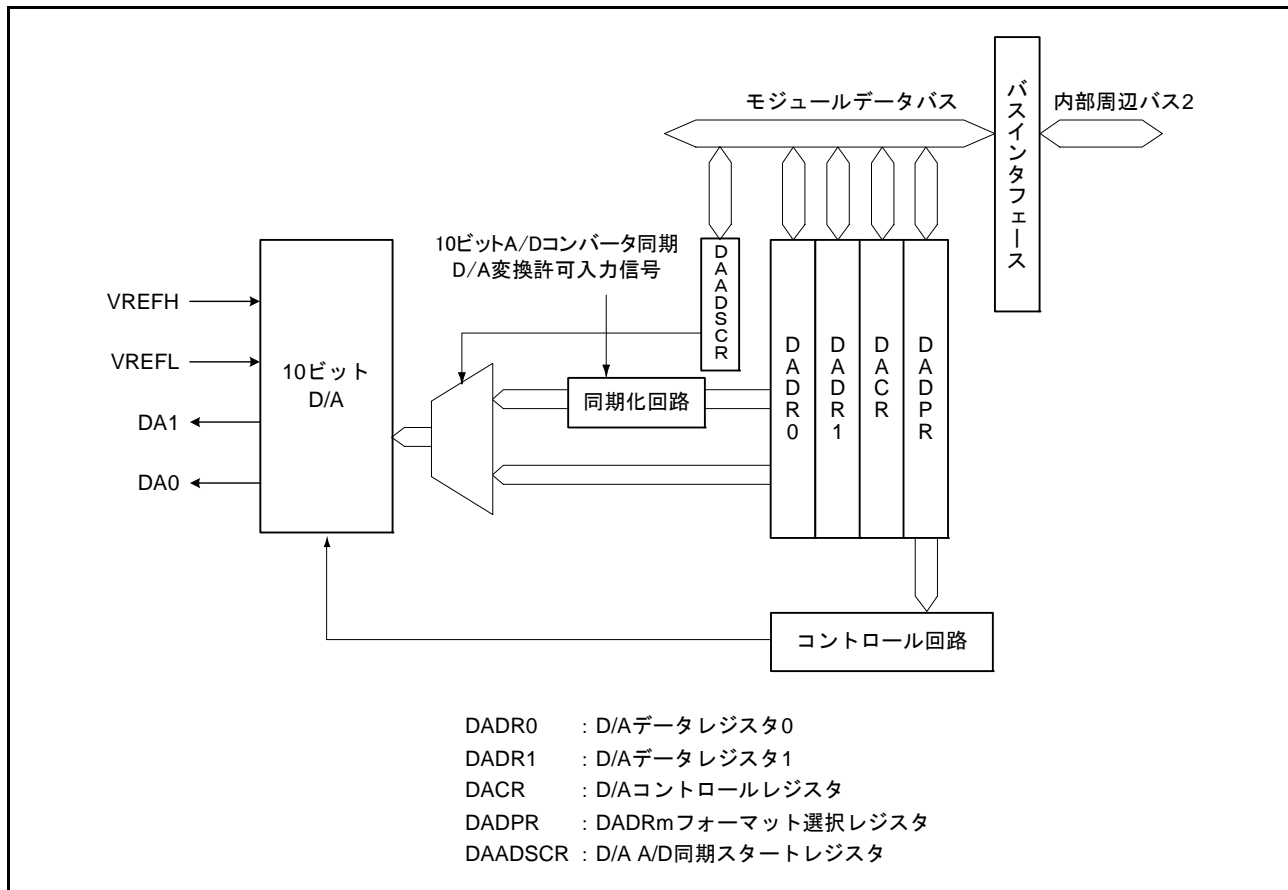 モジュールデータバス
内部周辺バス2
バスインタフェース
10ビットA/Dコンバータ同期
D/A変換許可入力信号
DAADSCR
DADR0
DADR1
DACR
DADPR
VREFH
VREFL
DA1
DA0
10ビット
D/A
同期化回路
コントロール回路
DADR0 : D/Aデータレジスタ0
DADR1 : D/Aデータレジスタ1
DACR : D/Aコントロールレジスタ
DADPR : DADRmフォーマット選択レジスタ
DAADSCR : D/A A/D同期スタートレジスタ